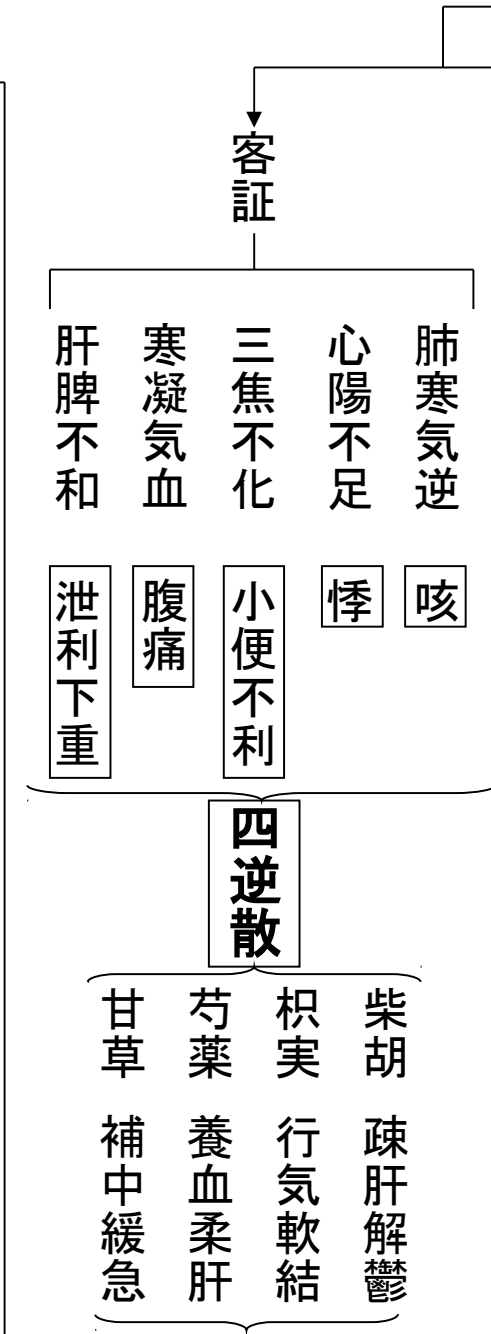 客証
肺寒気逆
咳
心陽不足
悸
三焦不化
小便不利
寒凝気血
腹痛
肝脾不和
泄利下重
四逆散
柴胡 疎肝解鬱
枳実 行気軟結
芍薬 養血柔肝
甘草 補中緩急